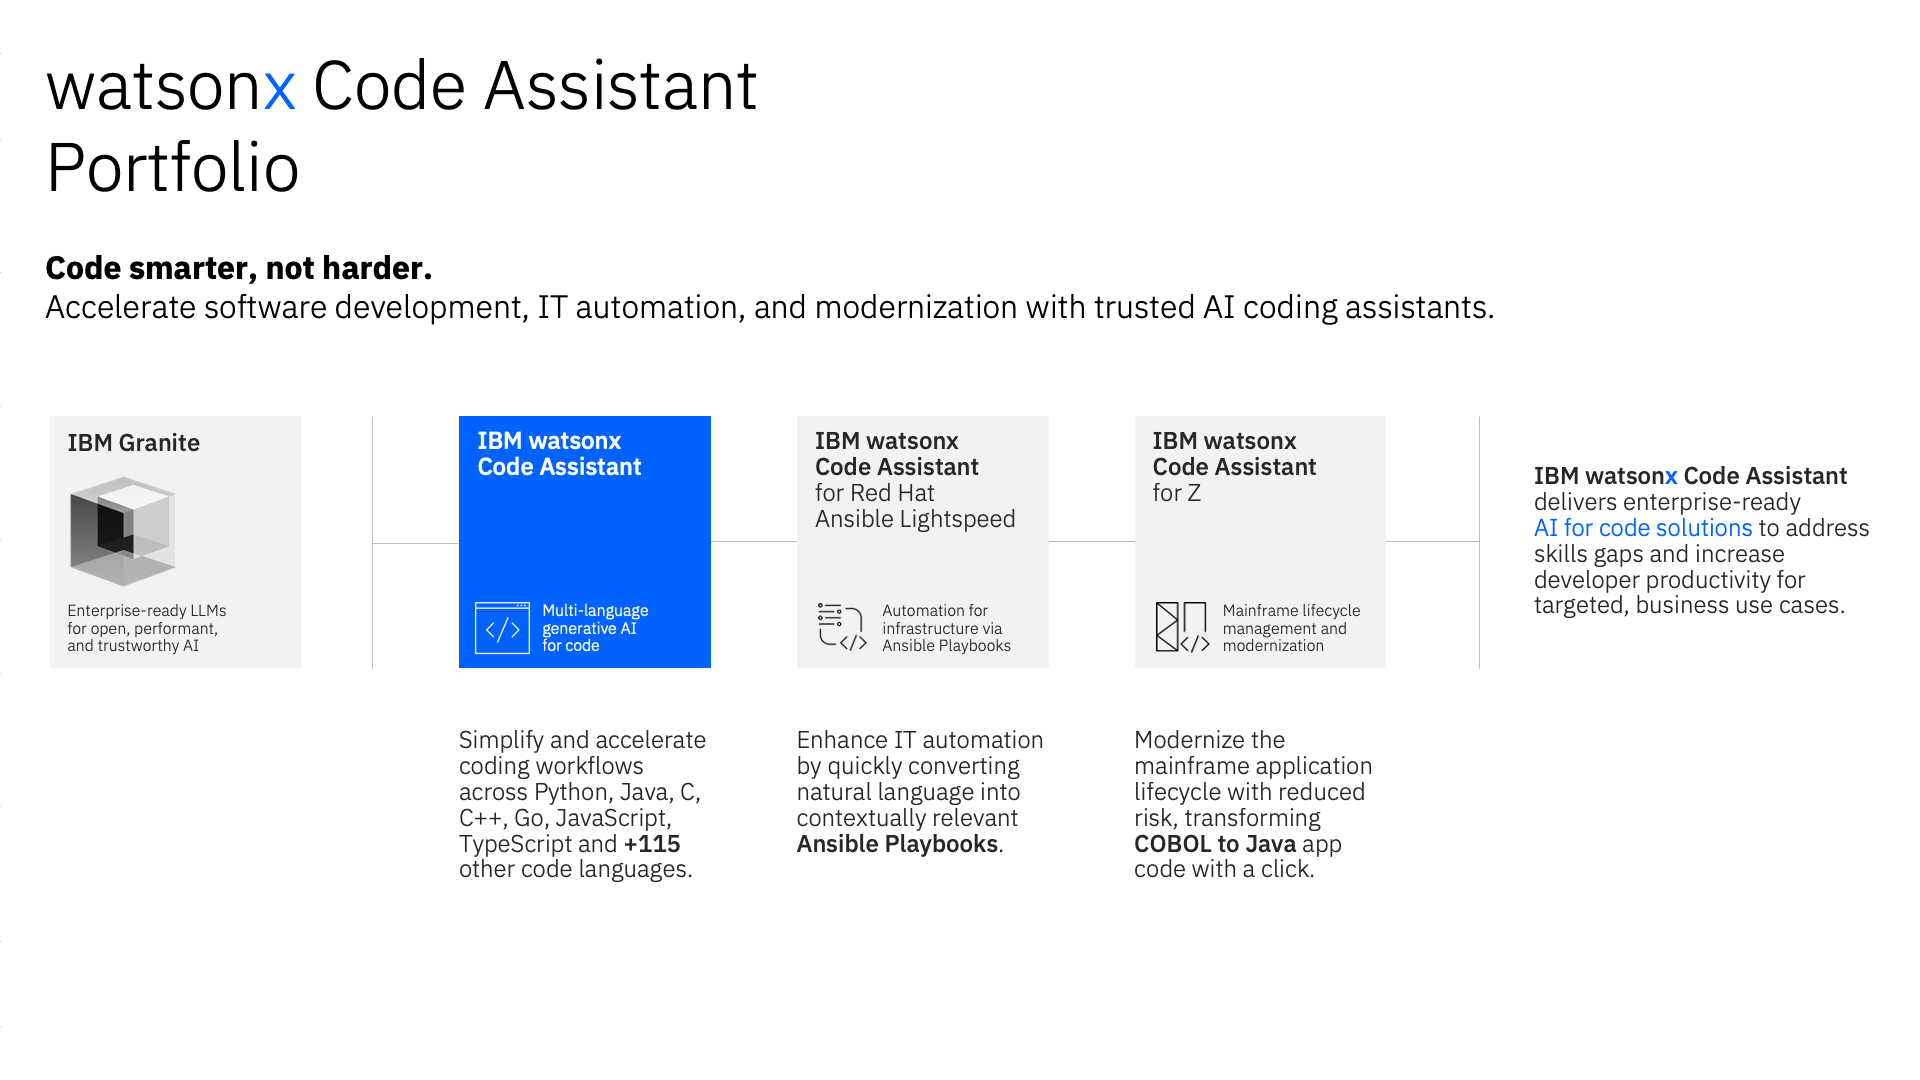 watsonx Code Assistant
Portfolio
Code smarter, not harder.
Accelerate software development, IT automation, and modernization with trusted AI coding assistants.
IBM Granite
Enterprise-ready LLMs
for open, performant,
and trustworthy AI
IBM watsonx
Code Assistant
</>
Multi-language
generative AI
for code
Simplify and accelerate
coding workflows
across Python, Java, C,
C++, Go, JavaScript,
TypeScript and +115
other code languages.
IBM watsonx
Code Assistant
for Red Hat
Ansible Lightspeed
</>
Automation for
infrastructure via
Ansible Playbooks
Enhance IT automation
by quickly converting
natural language into
contextually relevant
Ansible Playbooks.
IBM watsonx
Code Assistant
for Z
</>
Mainframe lifecycle
management and
modernization
Modernize the
mainframe application
lifecycle with reduced
risk, transforming
COBOL to Java app
code with a click.
IBM watsonx Code Assistant
delivers enterprise-ready
AI for code solutions to address
skills gaps and increase
developer productivity for
targeted, business use cases.